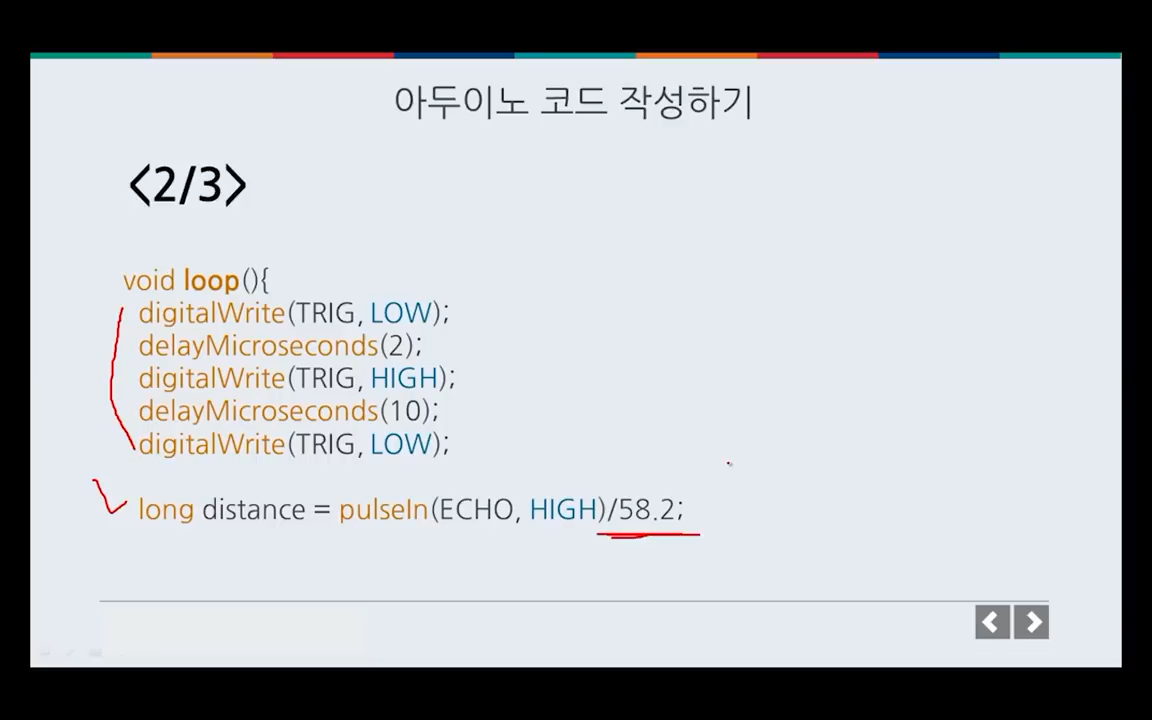 아두이노 코드 작성하기
<2/3>
void loop(){
digitalWrite(TRIG, LOW);
delayMicroseconds(2);
digitalWrite(TRIG, HIGH);
delayMicroseconds(10);
digitalWrite(TRIG, LOW);
long distance = pulseIn(ECHO, HIGH)/58.2;